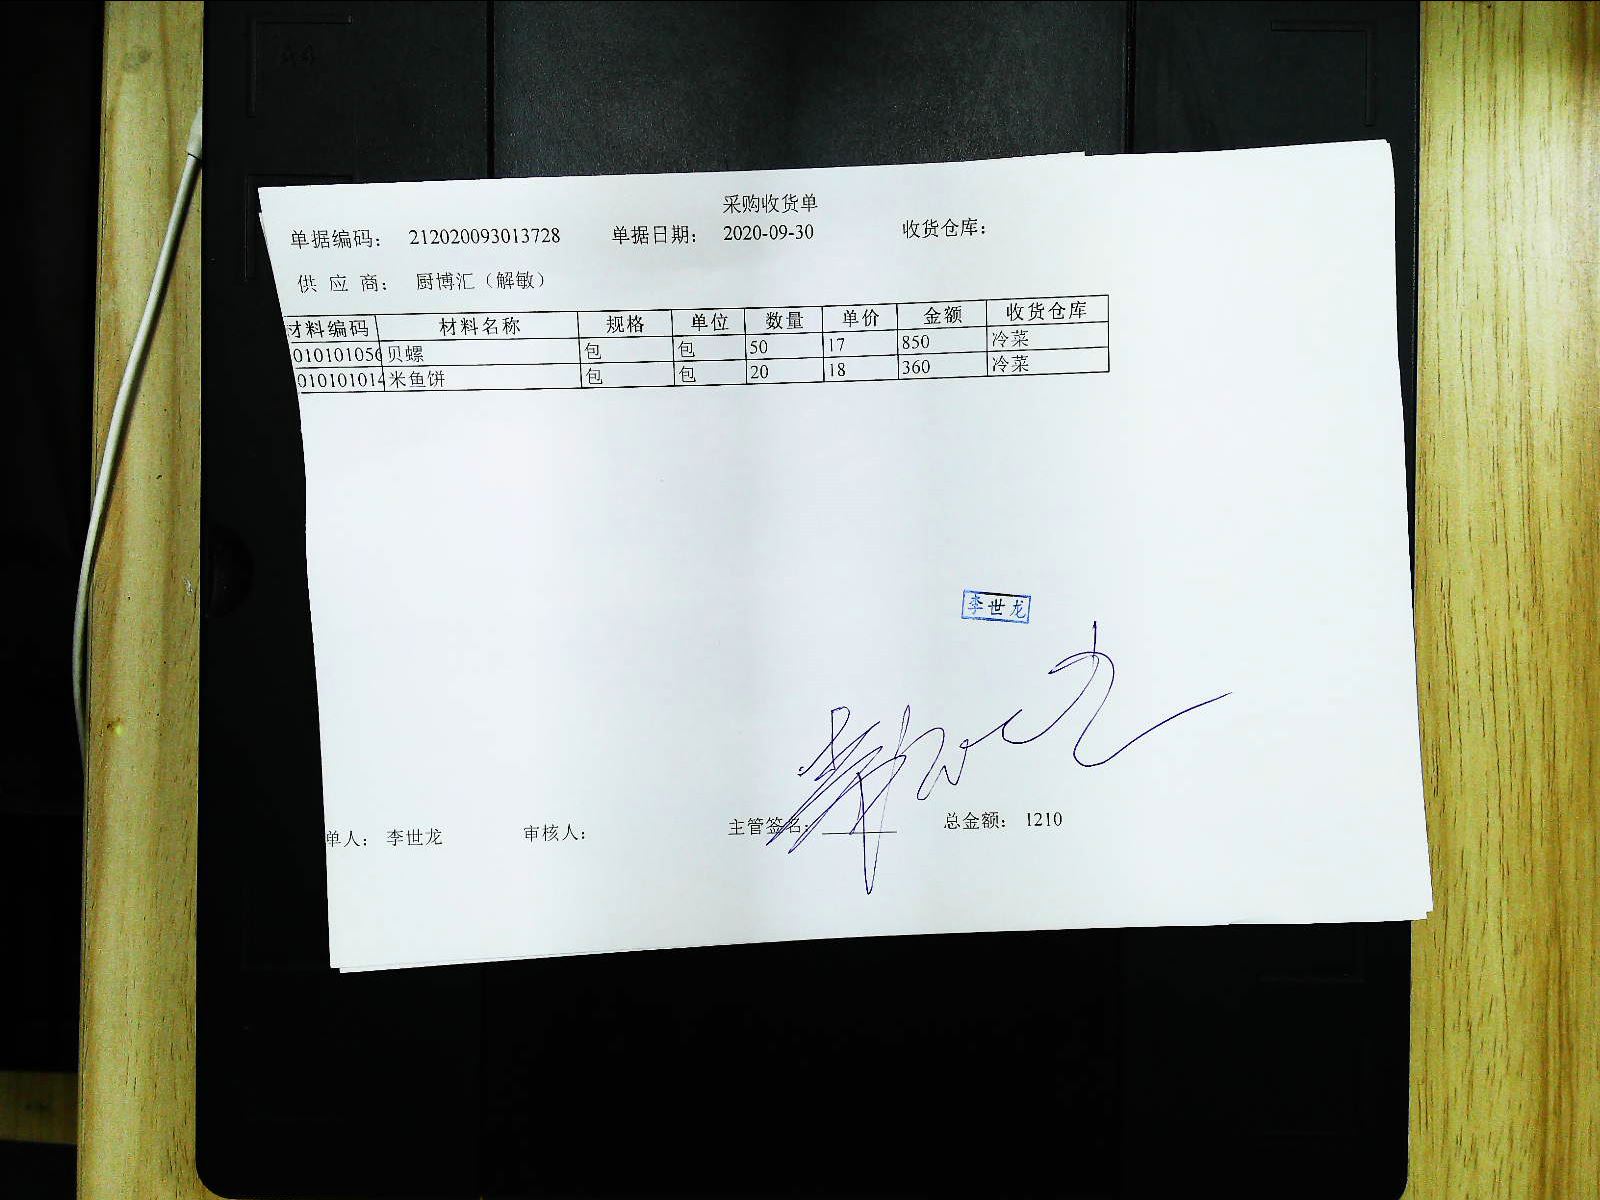 采购收货单
单据编码： 212020093013728 单据日期： 2020-09-30 收货仓库：
供 应 商： 厨博汇（解敏）
材料编码 材料名称 规格 单位 数量 单价 金额 收货仓库
010101056 贝螺 包 包 50 17 850 冷菜
010101014 米鱼饼 包 包 20 18 360 冷菜
李世龙
单人： 李世龙 审核人： 主管签名： 总金额： 1210